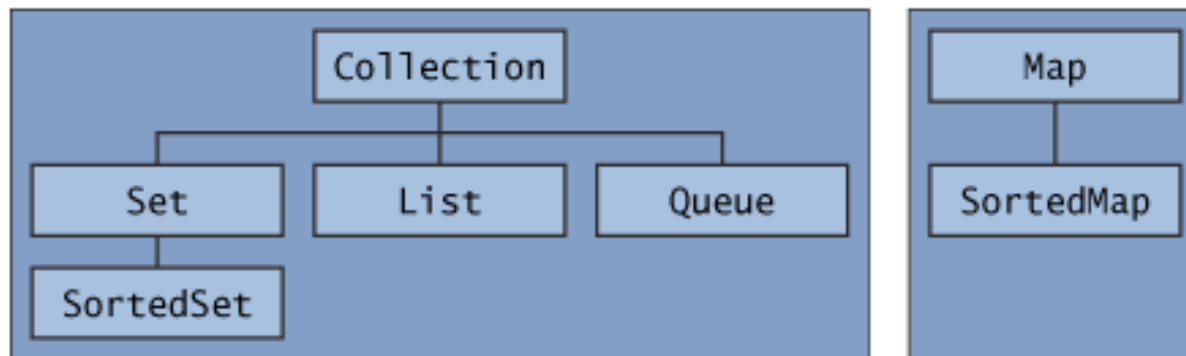 Collection
Map
Set
List
Queue
SortedMap
SortedSet